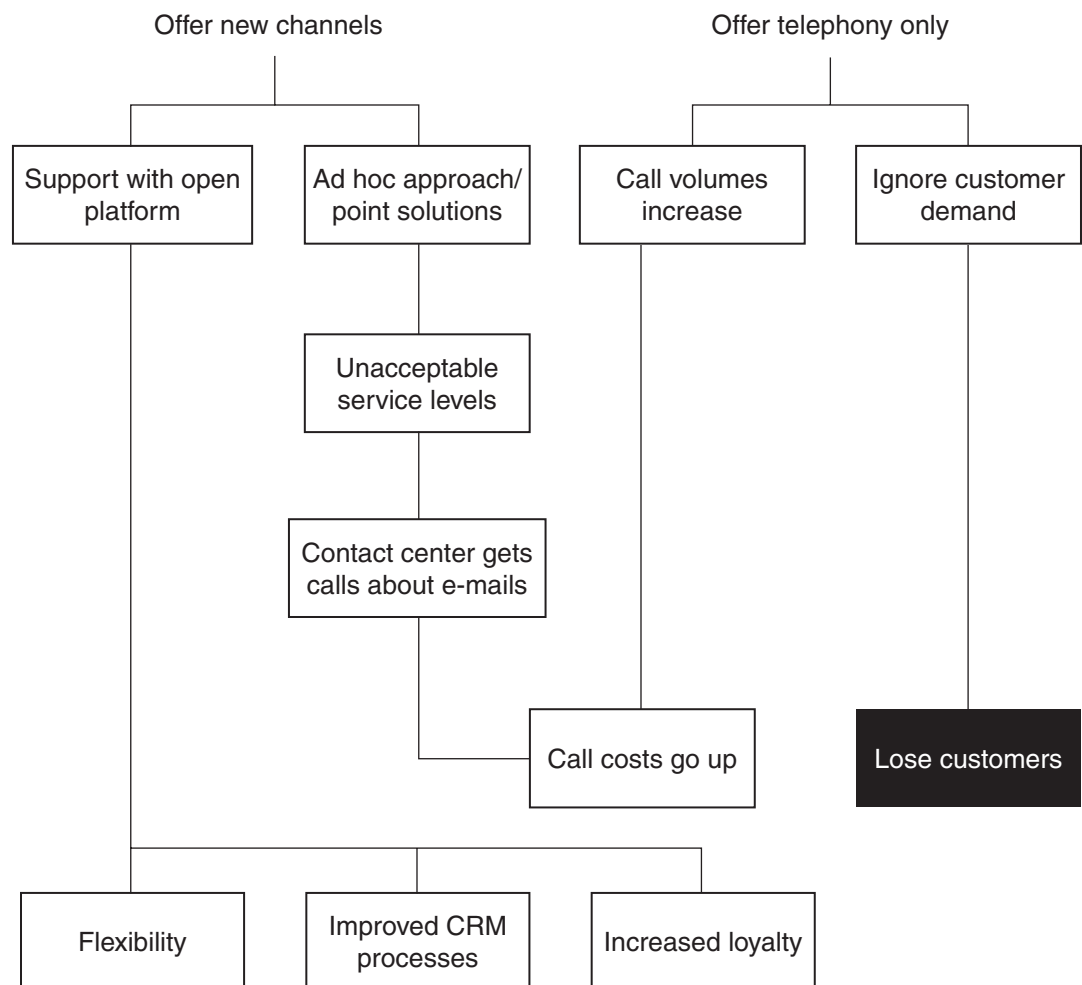 Offer new channels
Offer telephony only
Support with open
platform
Ad hoc approach/
point solutions
Call volumes
increase
Ignore customer
demand
Unacceptable
service levels
Contact center gets
calls about e-mails
Call costs go up
Lose customers
Flexibility
Improved CRM
processes
Increased loyalty